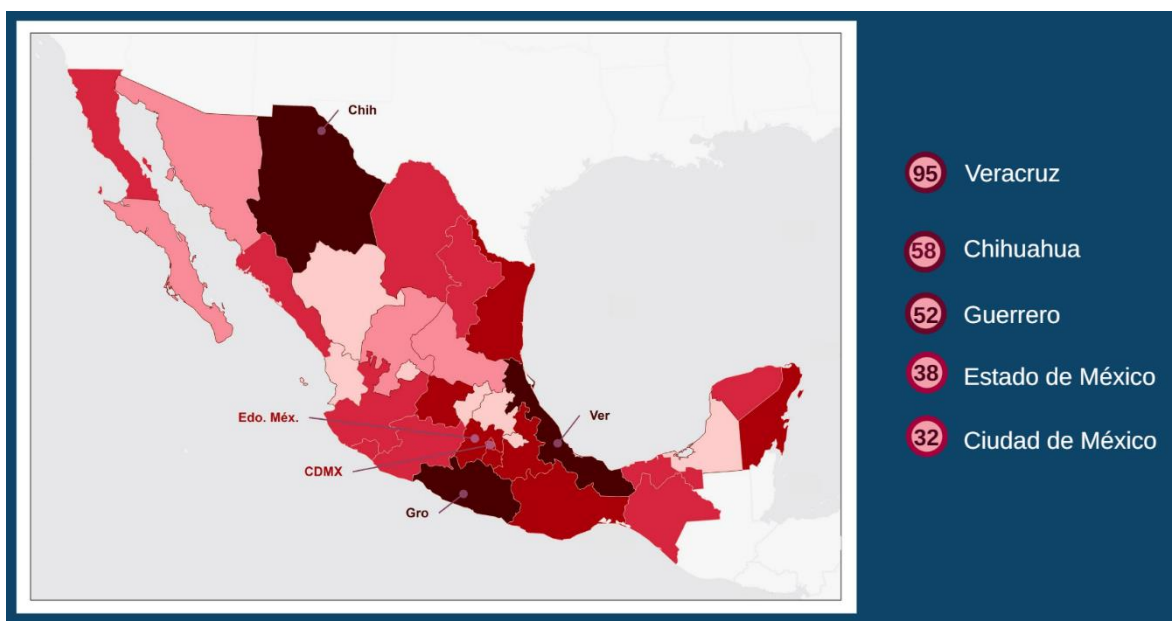 Chih
Edo. Méx.
Ver
CDMX
Gro
95 Veracruz
58 Chihuahua
52 Guerrero
38 Estado de México
32 Ciudad de México